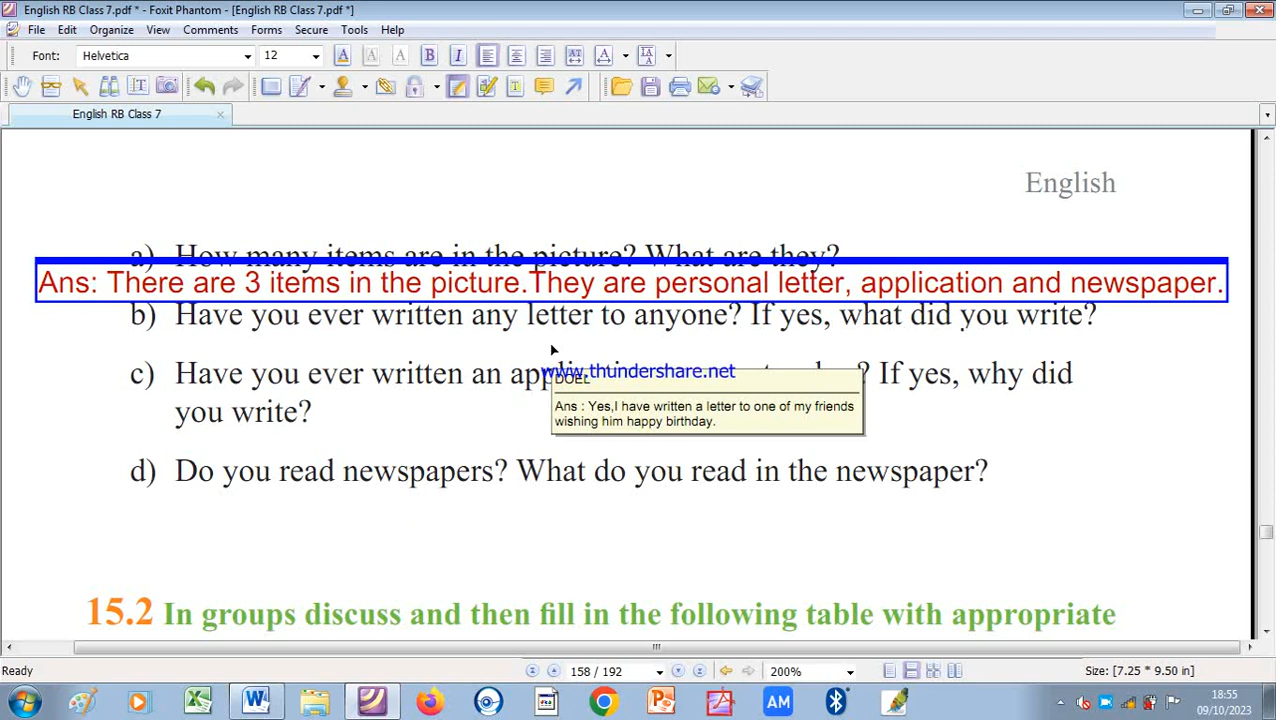 English RB Class 7.pdf * - Foxit Phantom - [English RB Class 7.pdf *]
File Edit Organize View Comments Forms Secure Tools Help
Font: Helvetica 12
English RB Class 7
English
a) How many items are in the picture? What are they?
Ans: There are 3 items in the picture.They are personal letter, application and newspaper.
b) Have you ever written any letter to anyone? If yes, what did you write?
c) Have you ever written an If yes, why did
www.thundershare.net
DOEL
you write?
Ans : Yes,I have written a letter to one of my friends
wishing him happy birthday.
d) Do you read newspapers? What do you read in the newspaper?
15.2 In groups discuss and then fill in the following table with appropriate
Ready 158 / 192 200% Size: [7.25 * 9.50 in]
AM
18:55
09/10/2023